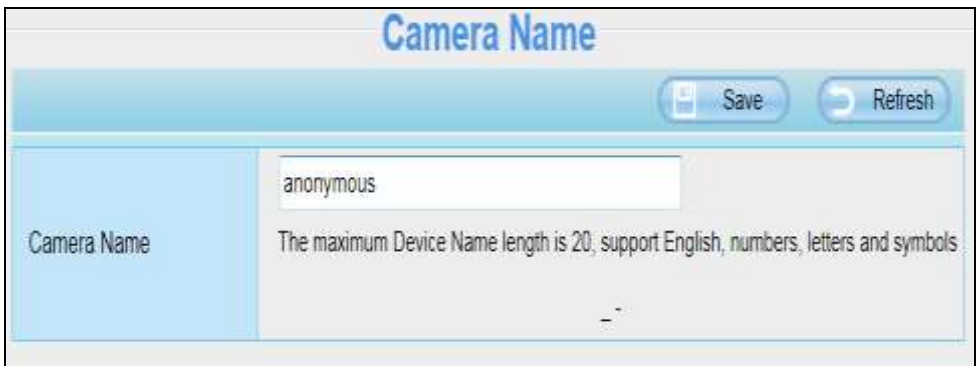 Camera Name
Save Refresh
anonymous
Camera Name
The maximum Device Name length is 20, support English, numbers, letters and symbols
_ -